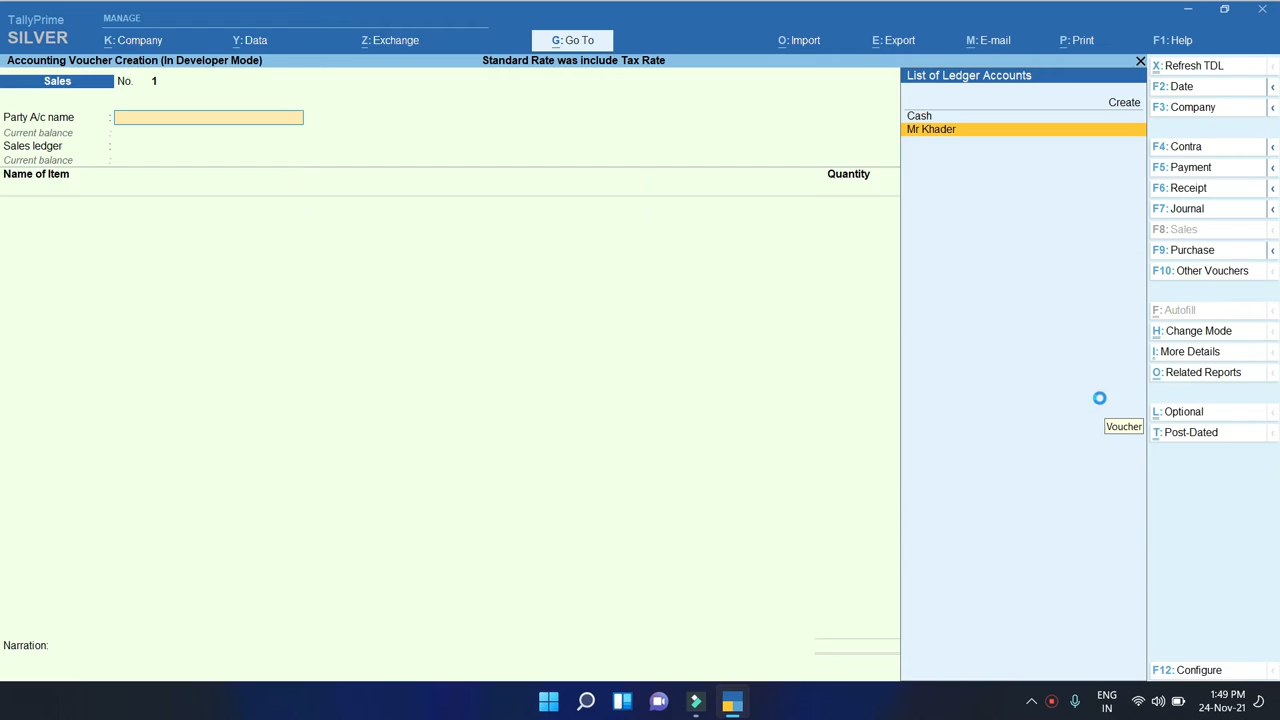 TallyPrime
SILVER
MANAGE
K: Company
Y: Data
Z: Exchange
G: Go To
O: Import
E: Export
M: E-mail
P: Print
F1: Help
Accounting Voucher Creation (In Developer Mode)
Standard Rate was include Tax Rate
Sales
No. 1
Party A/c name :
Current balance :
Sales ledger :
Current balance :
Name of Item
Quantity
Narration:
List of Ledger Accounts
Create
Cash
Mr Khader
Voucher
X: Refresh TDL
F2: Date
F3: Company
F4: Contra
F5: Payment
F6: Receipt
F7: Journal
F8: Sales
F9: Purchase
F10: Other Vouchers
F: Autofill
H: Change Mode
I: More Details
O: Related Reports
L: Optional
T: Post-Dated
F12: Configure
ENG
IN
1:49 PM
24-Nov-21